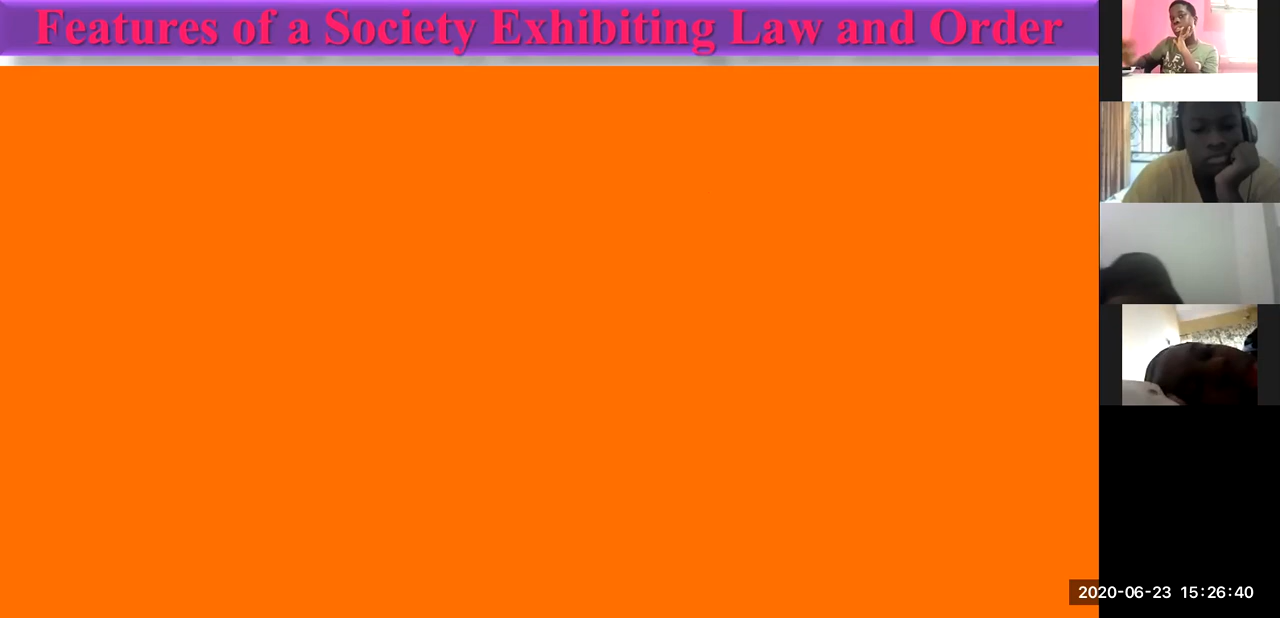 Features of a Society Exhibiting Law and Order
2020-06-23 15:26:40